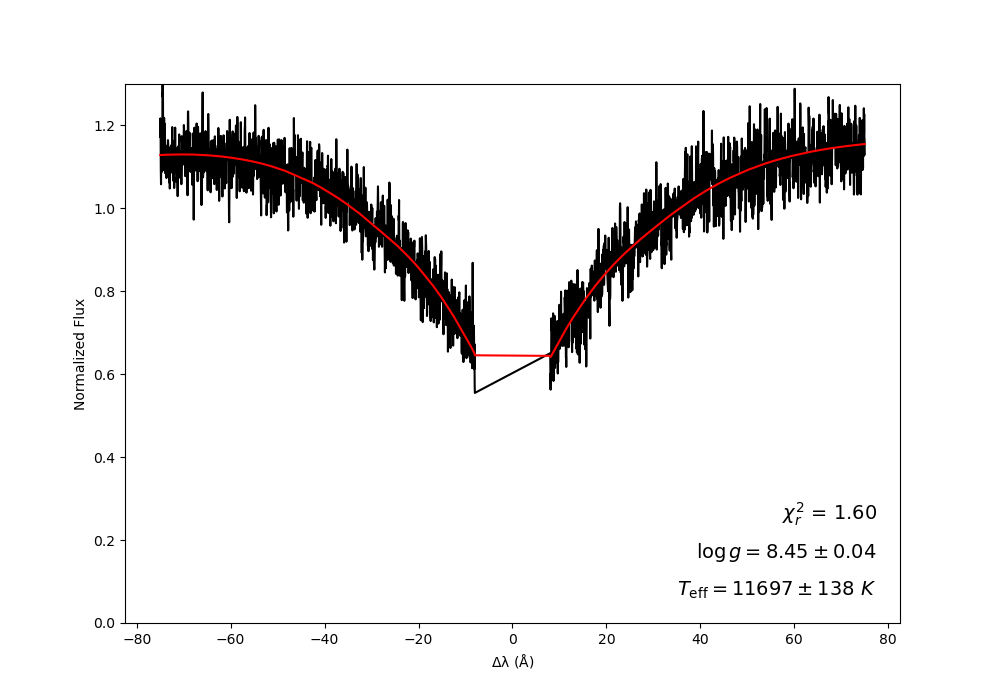 1.2
1.0
0.8
0.6
0.4
0.2
0.0
Normalized Flux
χ²ᵣ = 1.60
log g = 8.45 ± 0.04
T_eff = 11697 ± 138 K
−80 −60 −40 −20 0 20 40 60 80
Δλ (Å)